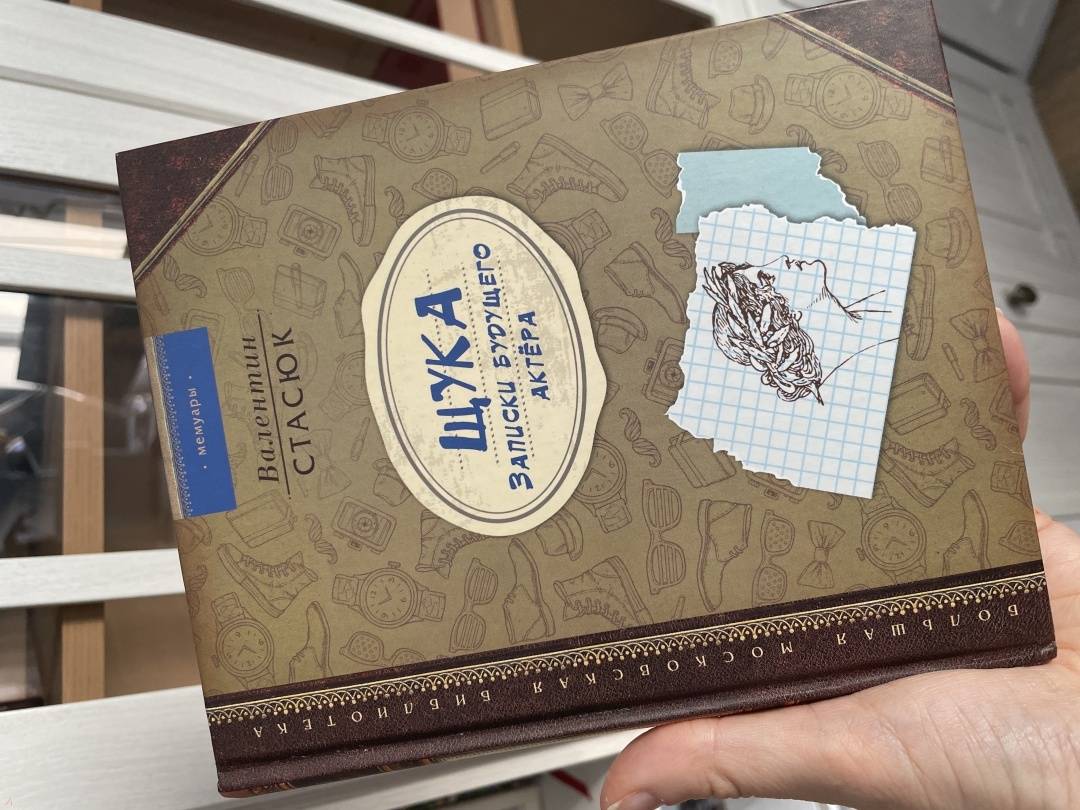 • мемуары •
Валентин
СТАСЮК
ЩУКА
ЗАПИСКИ БУДУЩЕГО
АКТЁРА
БОЛЬШАЯ МОСКОВСКАЯ БИБЛИОТЕКА